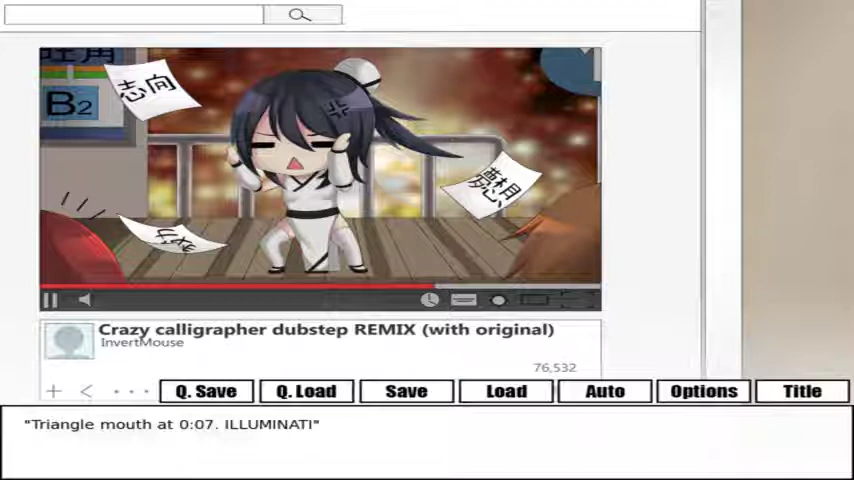 志向
B2
夢想
Crazy calligrapher dubstep REMIX (with original)
InvertMouse
76,532
Q. Save
Q. Load
Save
Load
Auto
Options
Title
"Triangle mouth at 0:07. ILLUMINATI"